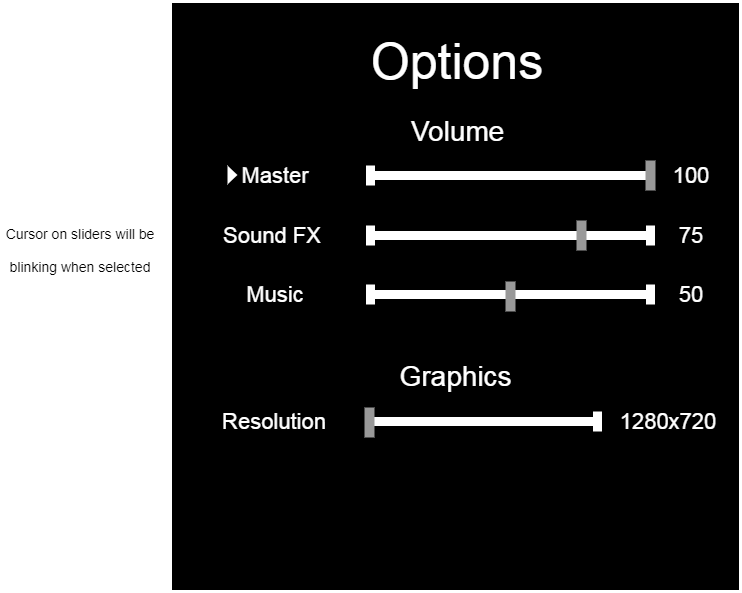 Options
Volume
Master 100
Cursor on sliders will be
Sound FX 75
blinking when selected
Music 50
Graphics
Resolution 1280x720